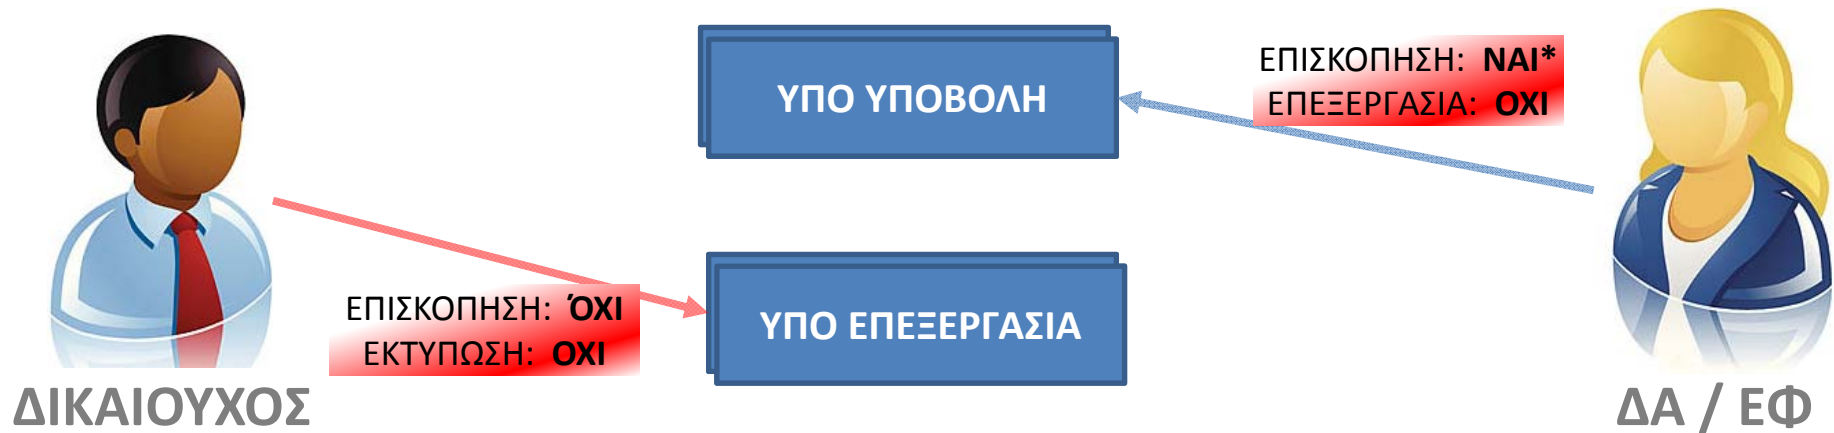 ΥΠΟ ΥΠΟΒΟΛΗ
ΕΠΙΣΚΟΠΗΣΗ: ΝΑΙ*
ΕΠΕΞΕΡΓΑΣΙΑ: ΟΧΙ
ΕΠΙΣΚΟΠΗΣΗ: ΌΧΙ
ΕΚΤΥΠΩΣΗ: ΟΧΙ
ΥΠΟ ΕΠΕΞΕΡΓΑΣΙΑ
ΔΙΚΑΙΟΥΧΟΣ
ΔΑ / ΕΦ